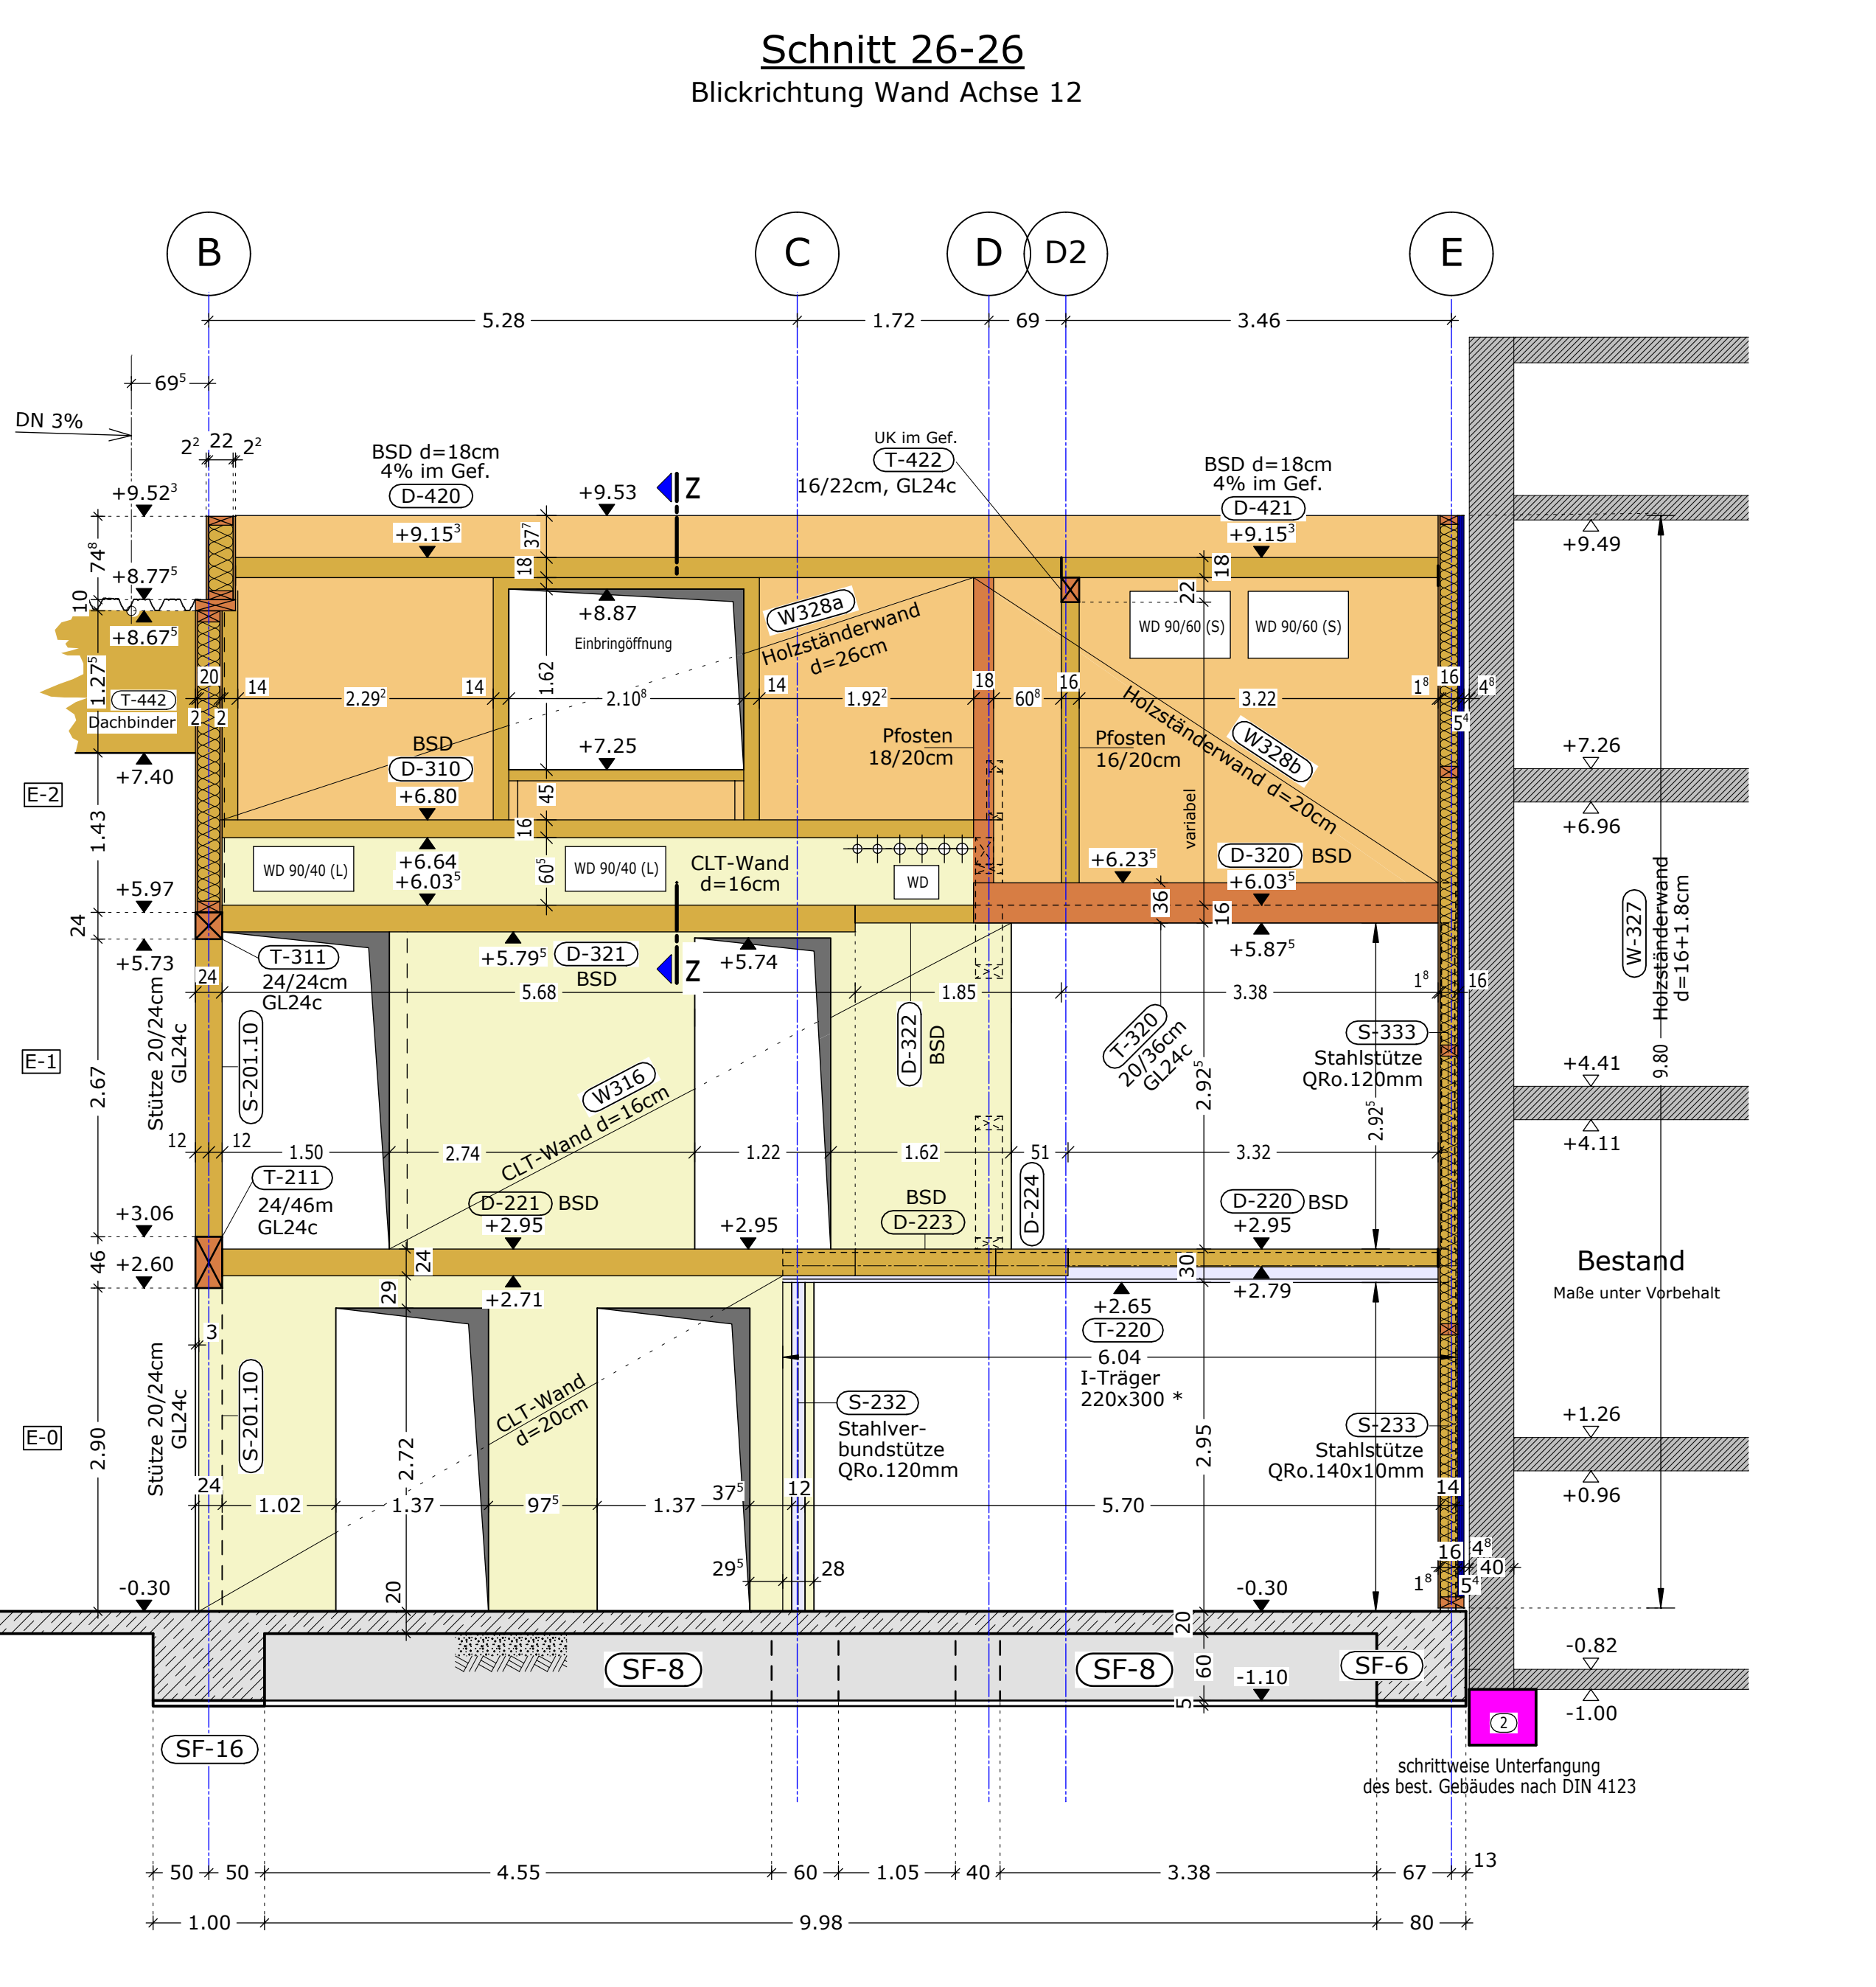 Schnitt 26-26
Blickrichtung Wand Achse 12
B
C
D
D2
E
5.28
1.72
69
3.46
69⁵
DN 3%
2²
22
2²
BSD d=18cm
4% im Gef.
D-420
+9.53
Z
UK im Gef.
T-422
16/22cm, GL24c
BSD d=18cm
4% im Gef.
D-421
+9.52³
+9.15³
37⁷
18
+9.15³
18
22
+9.49
74⁸
+8.77⁵
10
+8.67⁵
+8.87
Einbringöffnung
W328a
Holzständerwand
d=26cm
WD 90/60 (S)
WD 90/60 (S)
1.27⁵
T-442
Dachbinder
20
2
2
14
2.29²
14
1.62
2.10⁸
14
1.92²
18
60⁸
16
3.22
1⁸
16
4⁸
5⁴
BSD
D-310
+7.25
Pfosten
18/20cm
Pfosten
16/20cm
W328b
Holzständerwand d=20cm
+7.26
+7.40
E-2
+6.80
45
16
variabel
+6.96
1.43
+6.64
+6.03⁵
WD 90/40 (L)
WD 90/40 (L)
60⁵
CLT-Wand
d=16cm
WD
+6.23⁵
D-320
BSD
+6.03⁵
36
16
+5.97
24
+5.73
T-311
24/24cm
GL24c
+5.79⁵
D-321
BSD
Z
+5.74
+5.87⁵
W-327
Holzständerwand
d=16+1.8cm
9.80
24
5.68
1.85
3.38
1⁸
16
E-1
2.67
Stütze 20/24cm
GL24c
S-201.10
W316
CLT-Wand d=16cm
D-322
BSD
T-320
20/36cm
GL24c
2.92⁵
2.92⁵
S-333
Stahlstütze
QRo.120mm
+4.41
+4.11
12
12
1.50
2.74
1.22
1.62
51
3.32
T-211
24/46m
GL24c
D-221
BSD
+2.95
+2.95
BSD
D-223
D-224
D-220
BSD
+2.95
+3.06
46
+2.60
24
29
+2.71
30
+2.79
+2.65
T-220
6.04
I-Träger
220x300 *
Bestand
Maße unter Vorbehalt
3
E-0
2.90
Stütze 20/24cm
GL24c
S-201.10
CLT-Wand
d=20cm
S-232
Stahlver-
bundstütze
QRo.120mm
2.95
S-233
Stahlstütze
QRo.140x10mm
+1.26
+0.96
24
1.02
1.37
2.72
97⁵
1.37
37⁵
12
5.70
14
29⁵
28
16
4⁸
40
1⁸
5⁴
-0.30
20
-0.30
20
SF-8
SF-8
60
-1.10
5
SF-6
-0.82
-1.00
2
SF-16
schrittweise Unterfangung
des best. Gebäudes nach DIN 4123
50
50
4.55
60
1.05
40
3.38
67
13
1.00
9.98
80